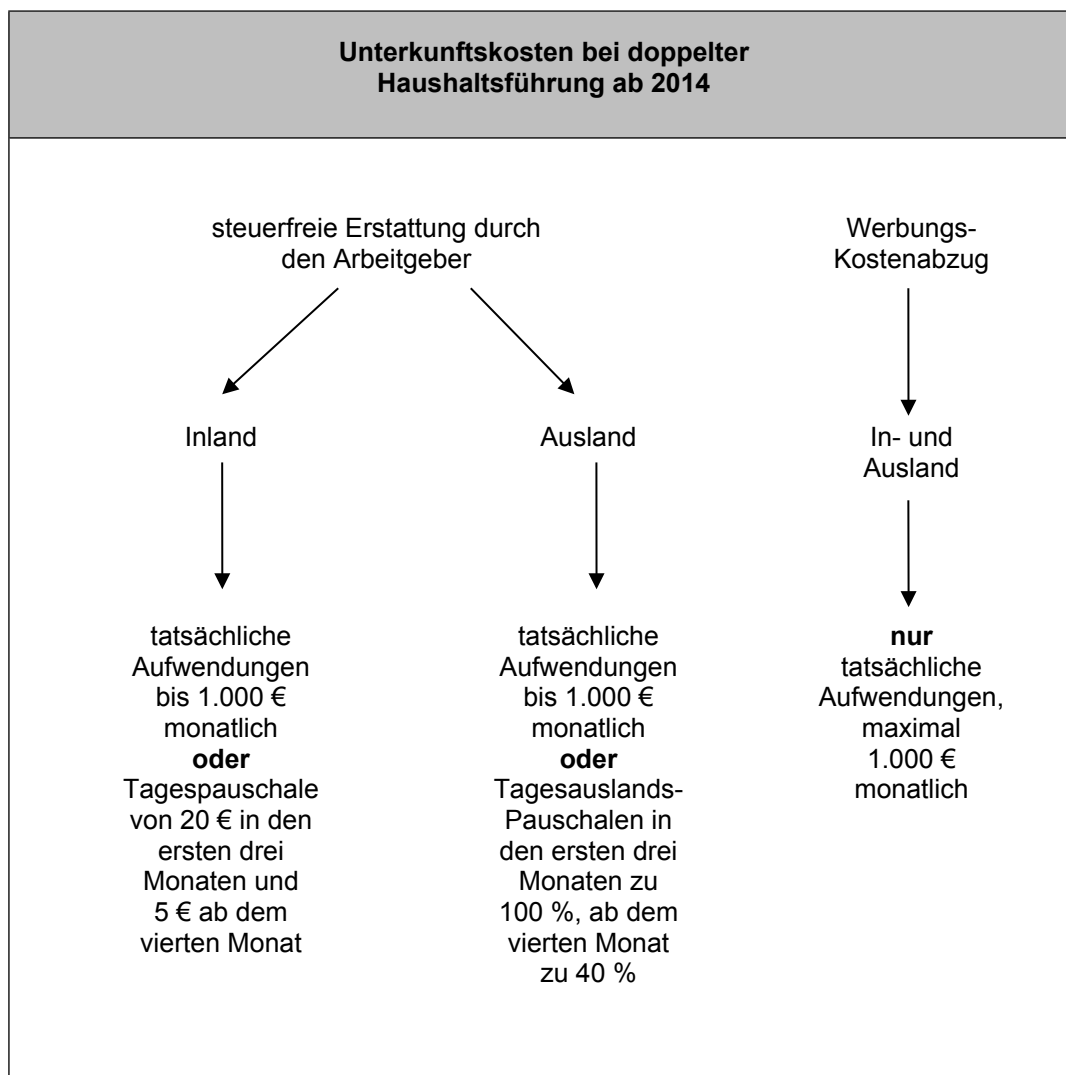 Unterkunftskosten bei doppelter
Haushaltsführung ab 2014
steuerfreie Erstattung durch
den Arbeitgeber
Werbungs-
Kostenabzug
Inland
Ausland
In- und
Ausland
tatsächliche
Aufwendungen
bis 1.000 €
monatlich
oder
Tagespauschale
von 20 € in den
ersten drei
Monaten und
5 € ab dem
vierten Monat
tatsächliche
Aufwendungen
bis 1.000 €
monatlich
oder
Tagesauslands-
Pauschalen in
den ersten drei
Monaten zu
100 %, ab dem
vierten Monat
zu 40 %
nur
tatsächliche
Aufwendungen,
maximal
1.000 €
monatlich